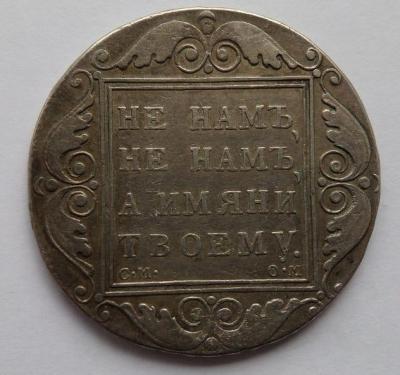 НЕ НАМЪ,
НЕ НАМЪ,
А ИМЯНИ
ТВОЕМУ.
С·М· О·М